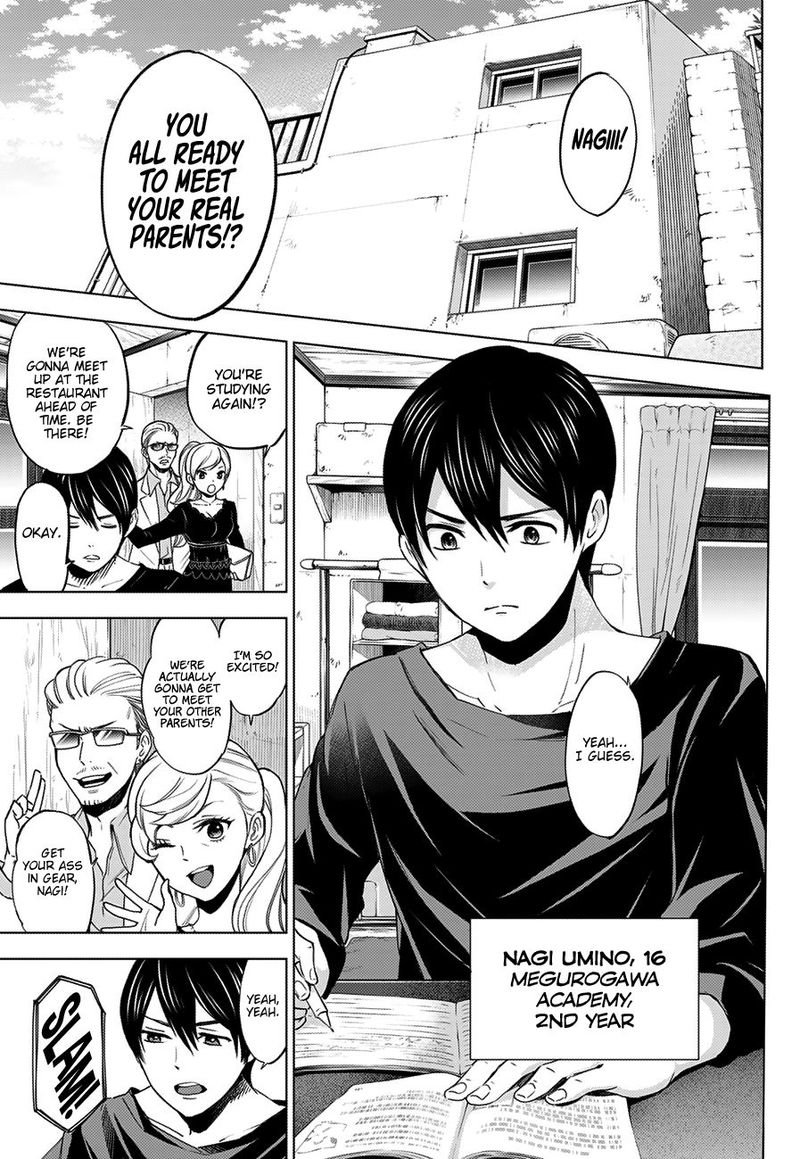 NAGIII!
YOU
ALL READY
TO MEET
YOUR REAL
PARENTS!?
YEAH...
I GUESS.
NAGI UMINO, 16
MEGUROGAWA
ACADEMY,
2ND YEAR
YOU'RE
STUDYING
AGAIN!?
WE'RE
GONNA MEET
UP AT THE
RESTAURANT
AHEAD OF
TIME. BE
THERE!
OKAY.
I'M SO
EXCITED!
WE'RE
ACTUALLY
GONNA GET
TO MEET
YOUR OTHER
PARENTS!
GET
YOUR ASS
IN GEAR,
NAGI!
YEAH,
YEAH.
SLAM!